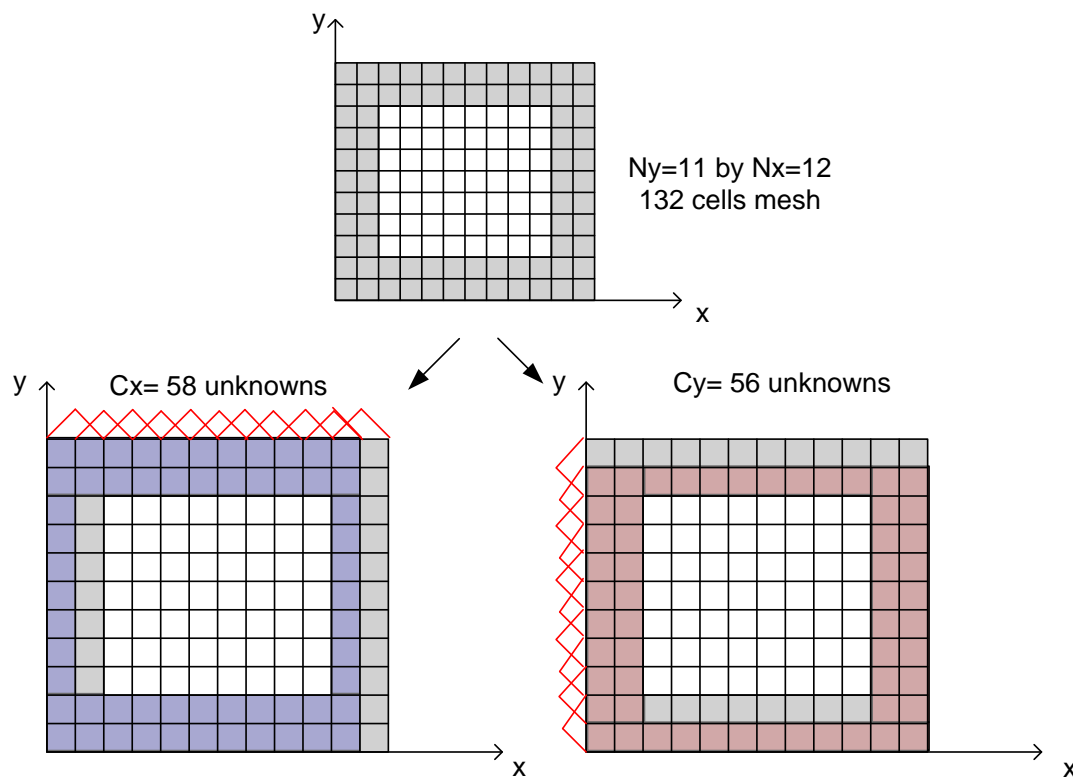 y
Ny=11 by Nx=12
132 cells mesh
x
y
Cx= 58 unknowns
y
Cy= 56 unknowns
x
x